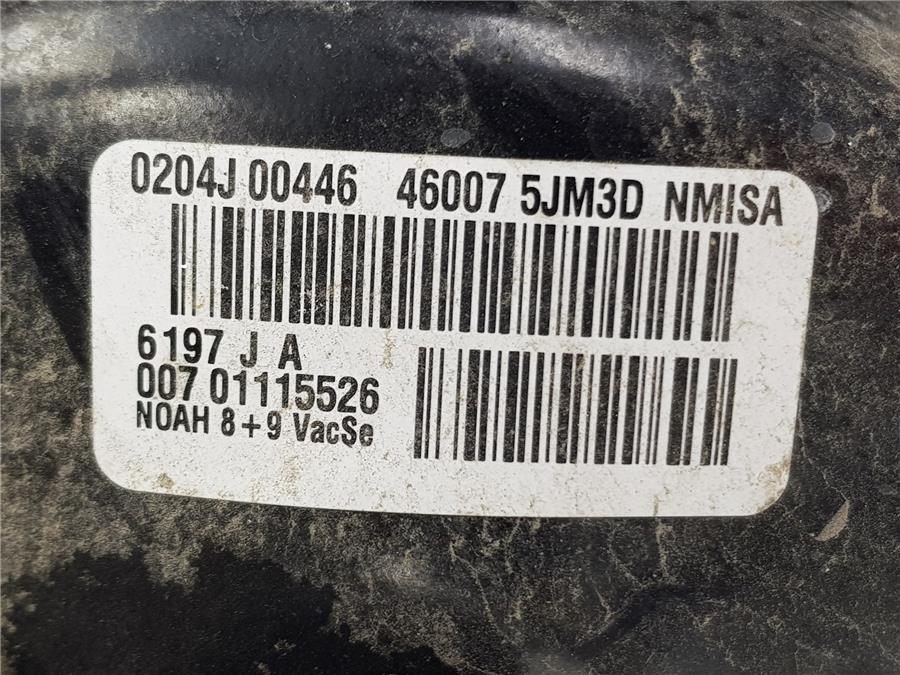 0204J 00446 46007 5JM3D NMISA
6197 J A
007 01115526
NOAH 8+9 VacSe